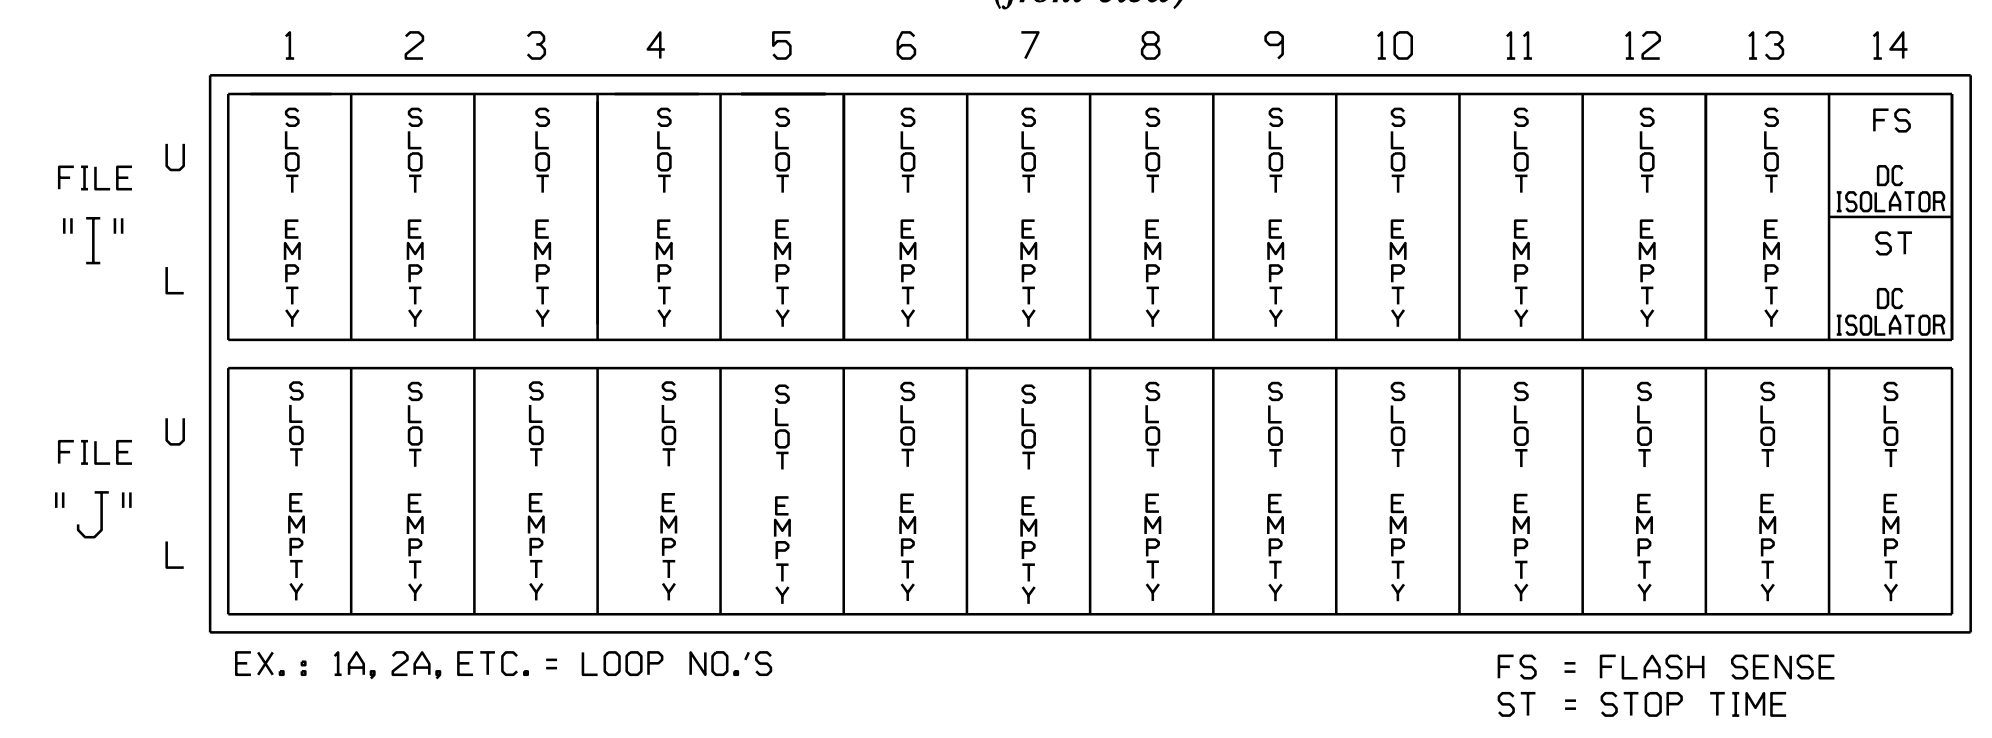 (front view)
1 2 3 4 5 6 7 8 9 10 11 12 13 14
FILE
"I"
U
L
SLOT EMPTY
SLOT EMPTY
SLOT EMPTY
SLOT EMPTY
SLOT EMPTY
SLOT EMPTY
SLOT EMPTY
SLOT EMPTY
SLOT EMPTY
SLOT EMPTY
SLOT EMPTY
SLOT EMPTY
SLOT EMPTY
FS
DC
ISOLATOR
ST
DC
ISOLATOR
FILE
"J"
U
L
SLOT EMPTY
SLOT EMPTY
SLOT EMPTY
SLOT EMPTY
SLOT EMPTY
SLOT EMPTY
SLOT EMPTY
SLOT EMPTY
SLOT EMPTY
SLOT EMPTY
SLOT EMPTY
SLOT EMPTY
SLOT EMPTY
SLOT EMPTY
EX.: 1A, 2A, ETC. = LOOP NO.'S
FS = FLASH SENSE
ST = STOP TIME